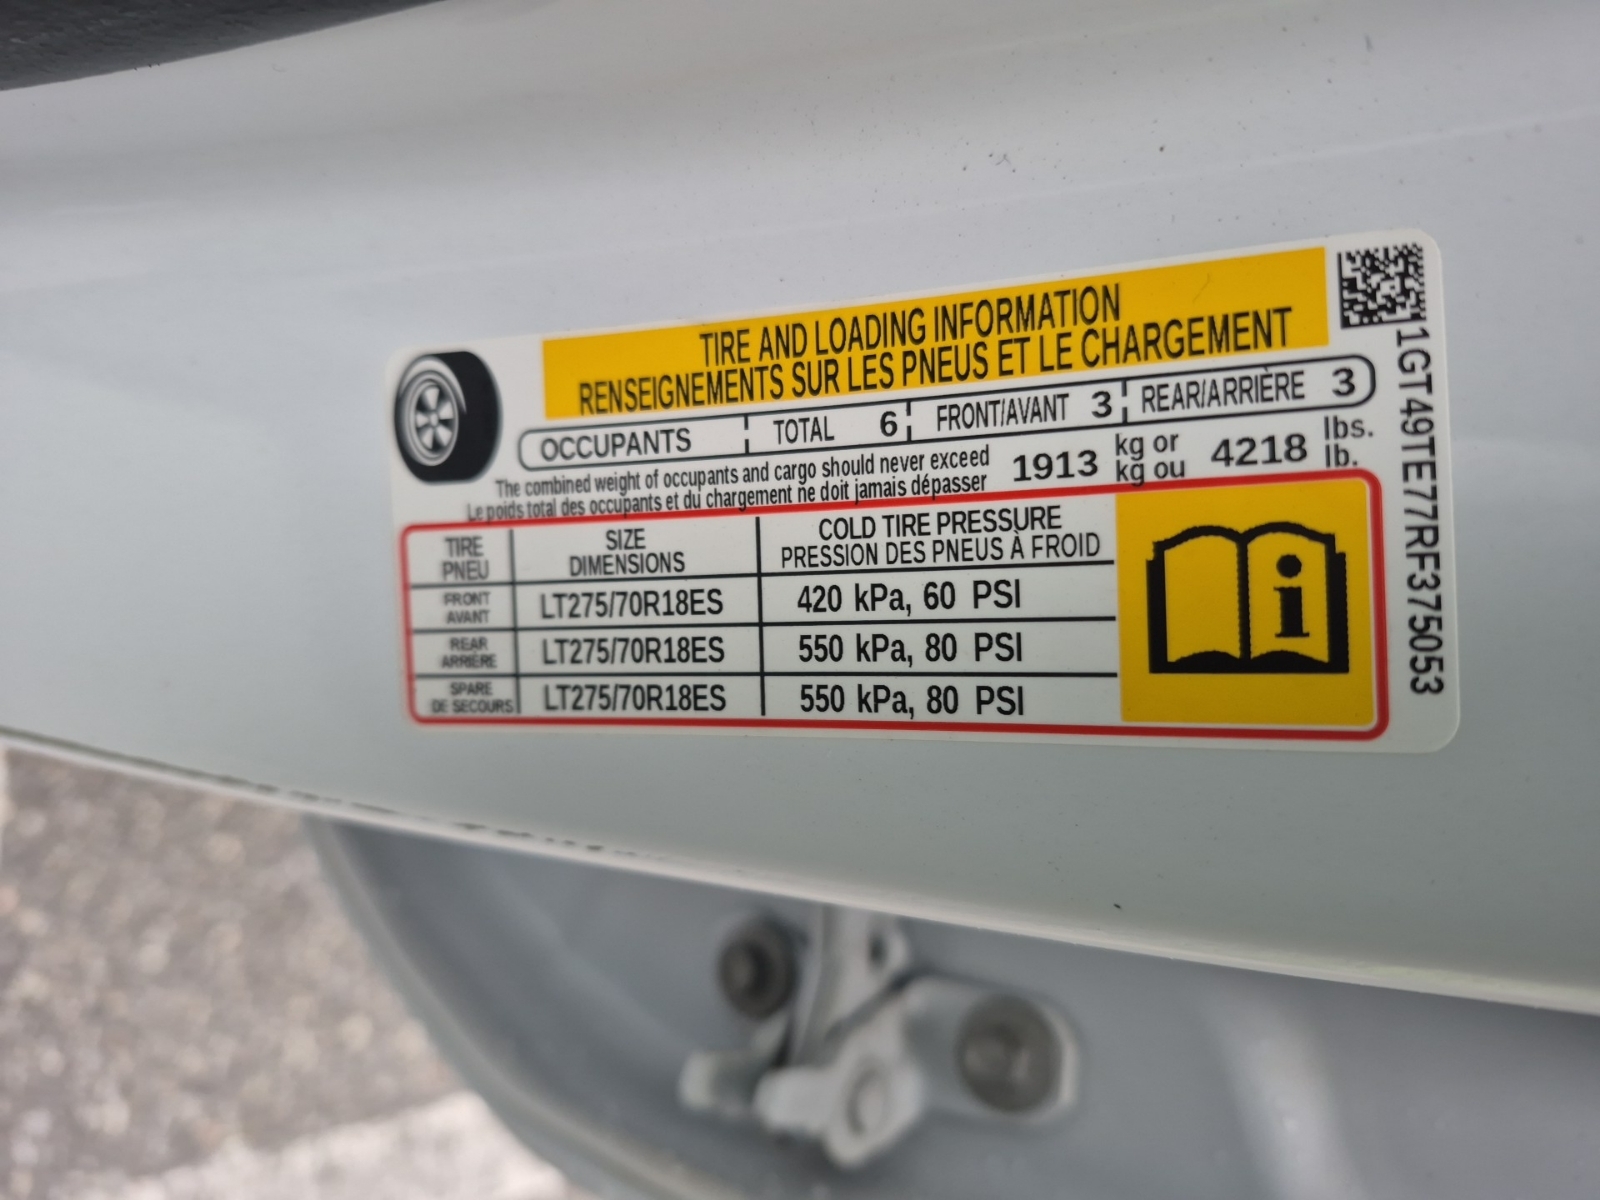 TIRE AND LOADING INFORMATION
RENSEIGNEMENTS SUR LES PNEUS ET LE CHARGEMENT
OCCUPANTS TOTAL 6 FRONT/AVANT 3 REAR/ARRIÈRE 3
The combined weight of occupants and cargo should never exceed 1913 kg or 4218 lbs.
Le poids total des occupants et du chargement ne doit jamais dépasser kg ou lb.
TIRE SIZE COLD TIRE PRESSURE
PNEU DIMENSIONS PRESSION DES PNEUS À FROID
FRONT
AVANT LT275/70R18ES 420 kPa, 60 PSI
REAR
ARRIÈRE LT275/70R18ES 550 kPa, 80 PSI
SPARE
DE SECOURS LT275/70R18ES 550 kPa, 80 PSI
i
1GT49TE77RF375053